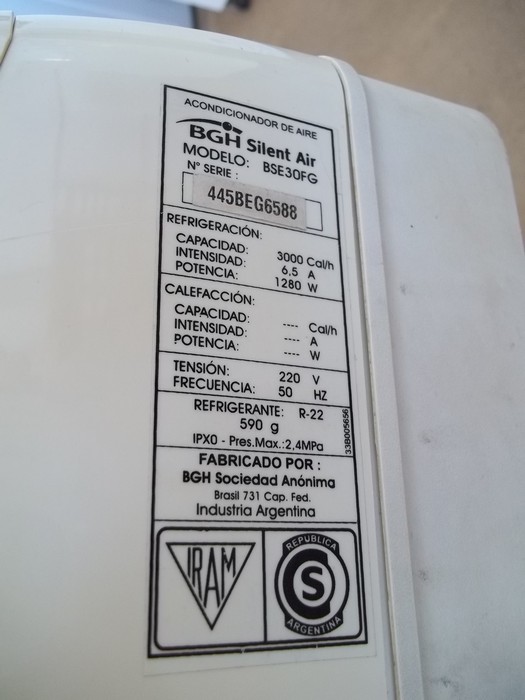 ACONDICIONADOR DE AIRE
BGH Silent Air
MODELO: BSE30FG
N° SERIE :
445BEG6588
REFRIGERACIÓN:
CAPACIDAD: 3000 Cal/h
INTENSIDAD: 6.5 A
POTENCIA: 1280 W
CALEFACCIÓN:
CAPACIDAD: ---- Cal/h
INTENSIDAD: ---- A
POTENCIA: ---- W
TENSIÓN: 220 V
FRECUENCIA: 50 HZ
REFRIGERANTE: R-22
590 g
IPX0 - Pres.Max.:2,4MPa
33B005656
FABRICADO POR :
BGH Sociedad Anónima
Brasil 731 Cap. Fed.
Industria Argentina
IRAM
REPUBLICA
S
ARGENTINA